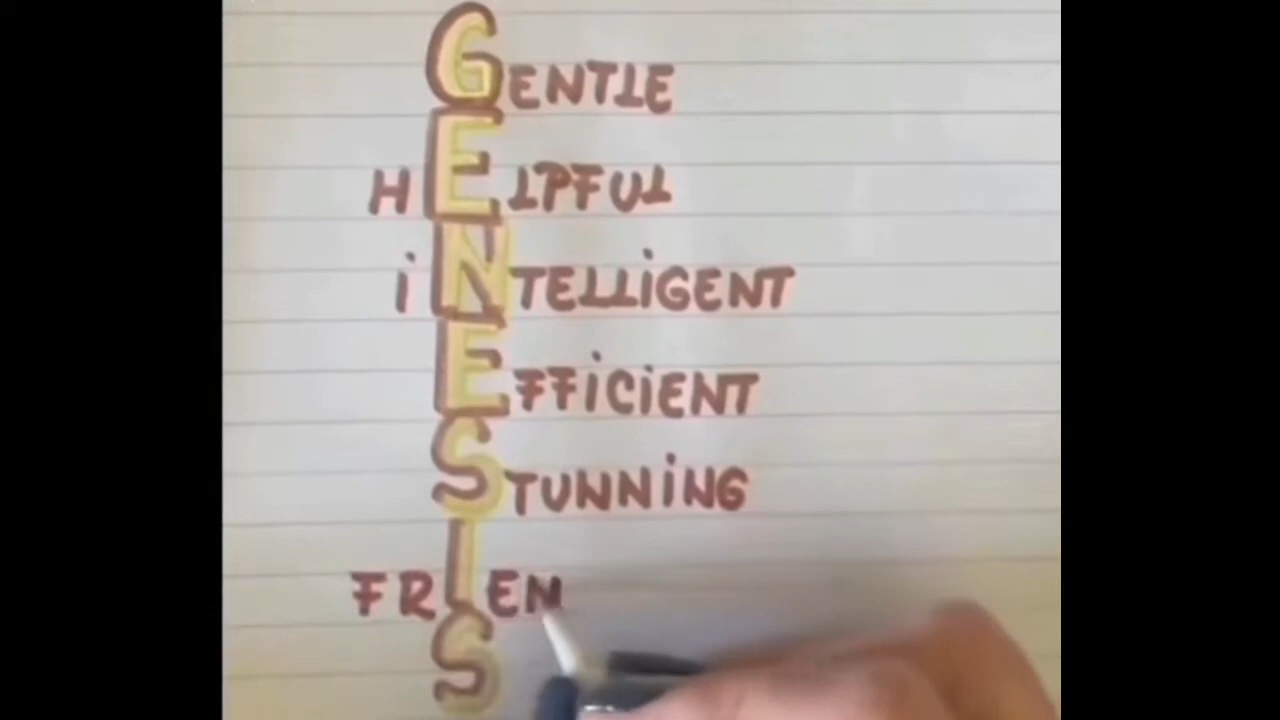 GENTLE
HELPFUL
iNTELLiGENT
EFFiCiENT
STUNNiNG
FRIEN
S